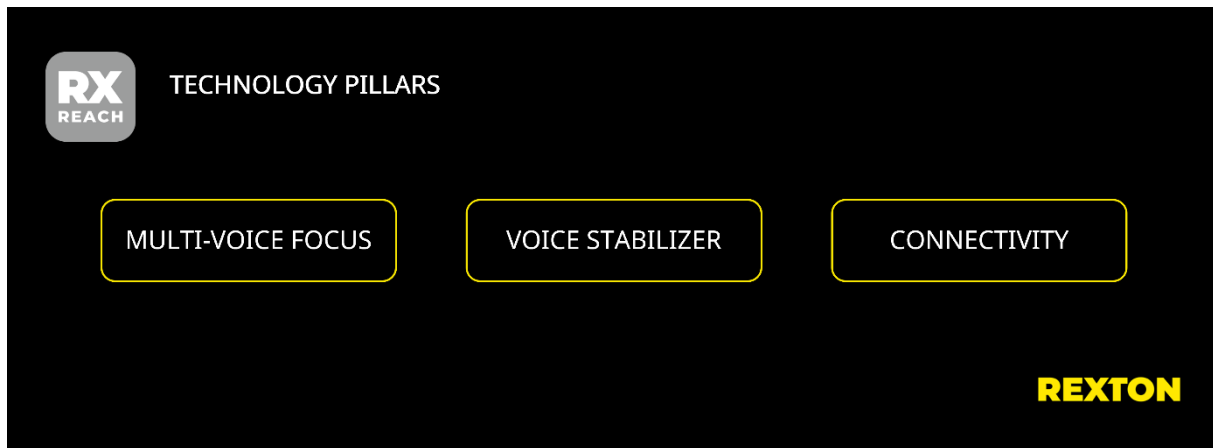 RX
REACH
TECHNOLOGY PILLARS
MULTI-VOICE FOCUS
VOICE STABILIZER
CONNECTIVITY
REXTON